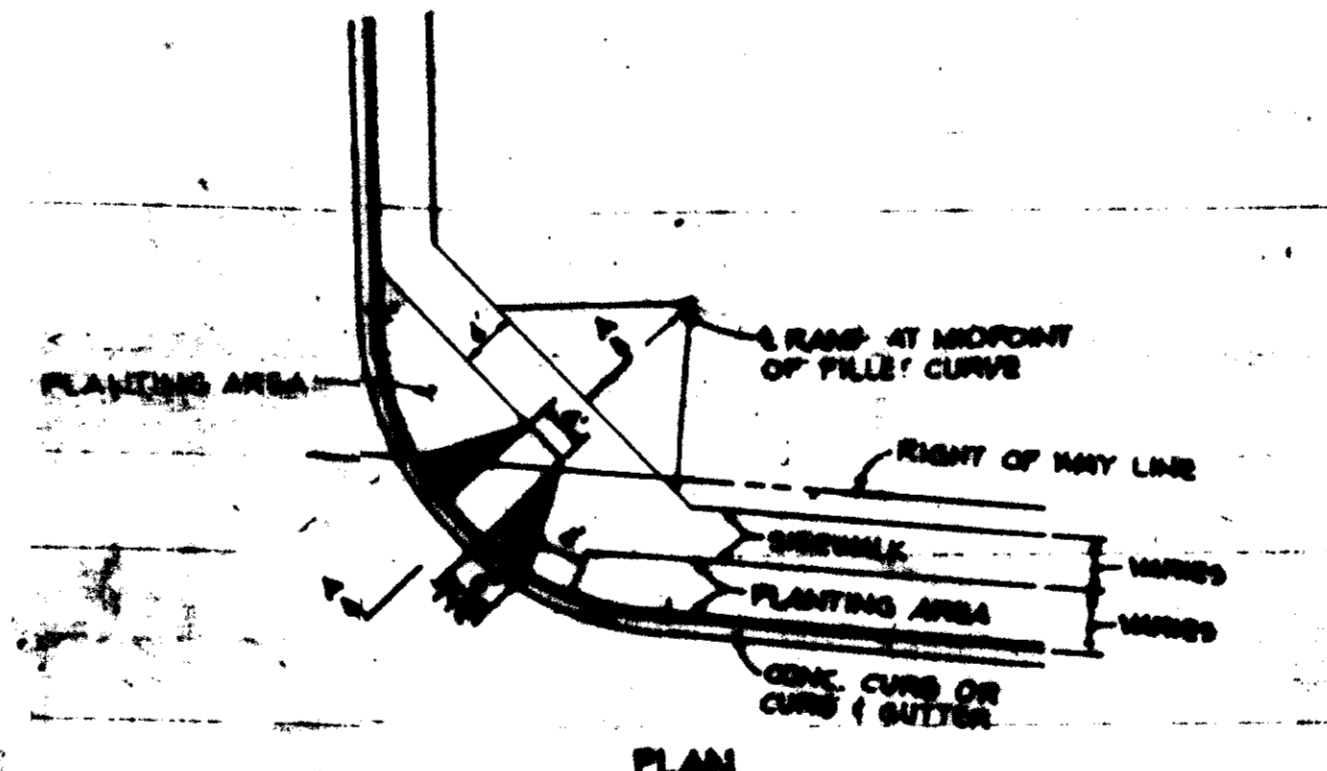 PLANTING AREA
℄ RAMP AT MIDPOINT
OF FILLET CURVE
RIGHT OF WAY LINE
SIDEWALK
VARIES
PLANTING AREA
VARIES
CONC. CURB OR
CURB & GUTTER
PLAN